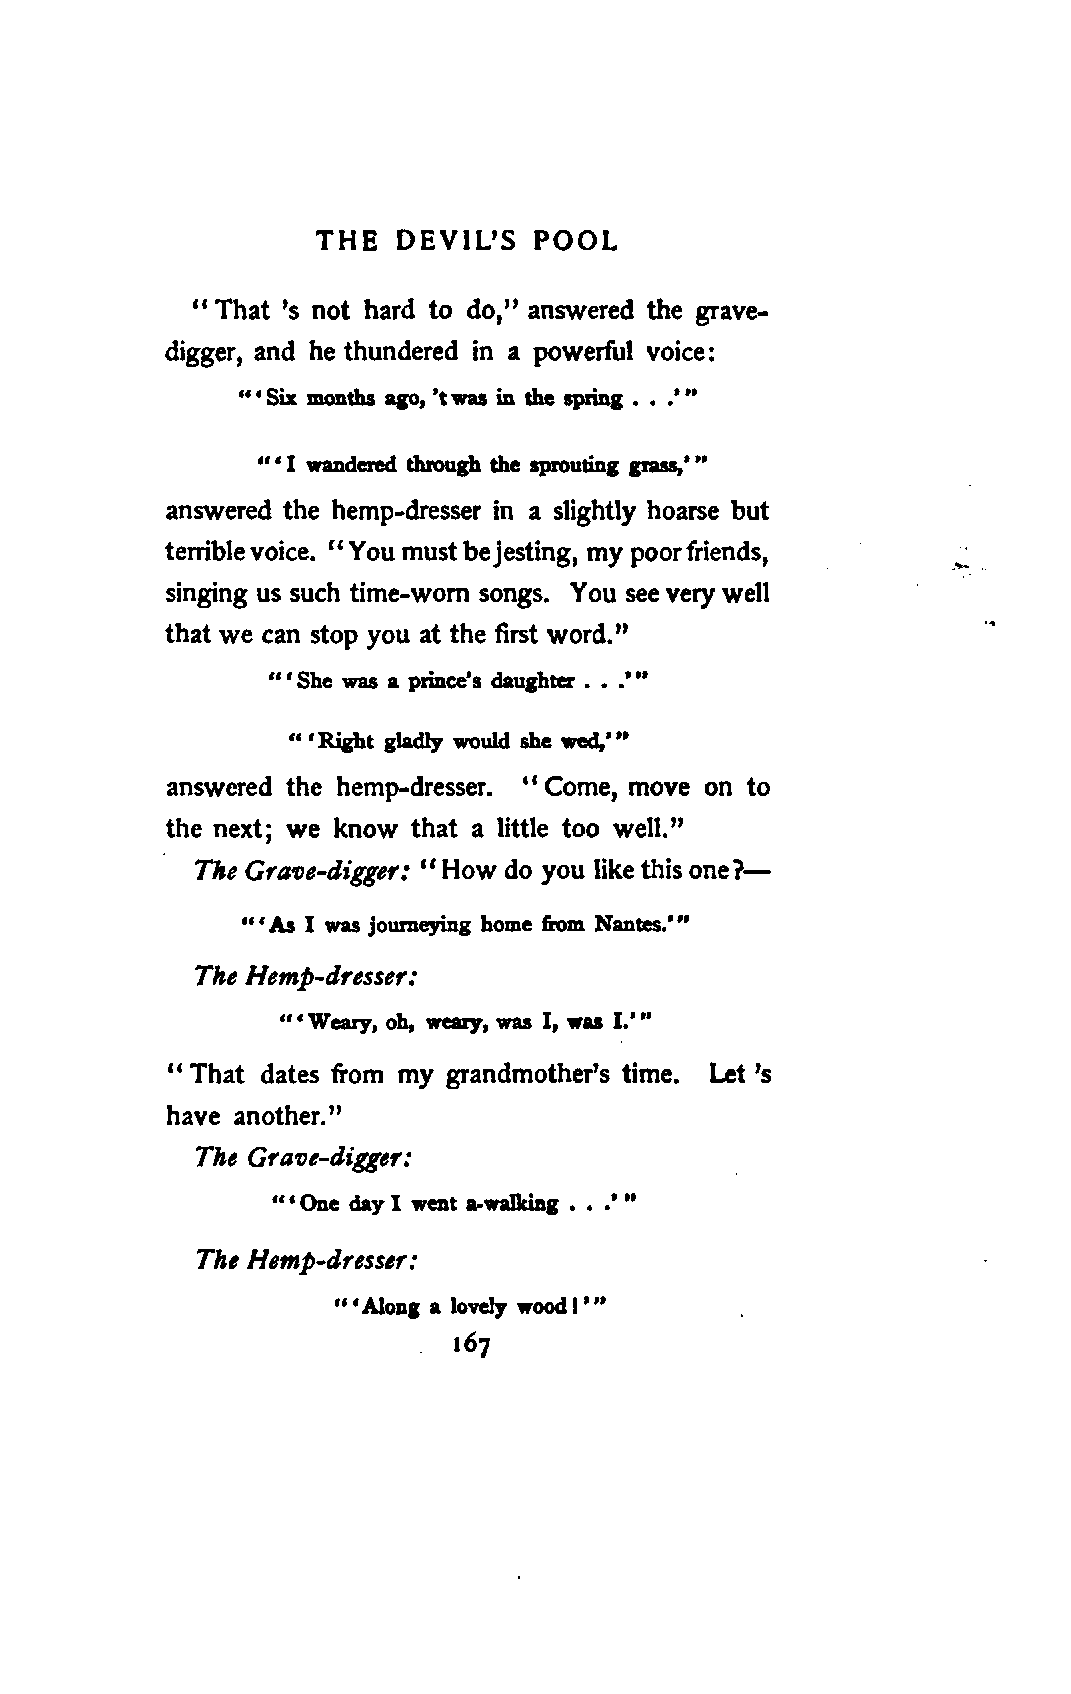 THE DEVIL'S POOL
"That 's not hard to do," answered the grave-
digger, and he thundered in a powerful voice:
"'Six months ago, 't was in the spring . . .'"
"'I wandered through the sprouting grass,'"
answered the hemp-dresser in a slightly hoarse but
terrible voice. "You must be jesting, my poor friends,
singing us such time-worn songs. You see very well
that we can stop you at the first word."
"'She was a prince's daughter . . .'"
"'Right gladly would she wed,'"
answered the hemp-dresser. "Come, move on to
the next; we know that a little too well."
The Grave-digger: "How do you like this one?—
"'As I was journeying home from Nantes.'"
The Hemp-dresser:
"'Weary, oh, weary, was I, was I.'"
"That dates from my grandmother's time. Let 's
have another."
The Grave-digger:
"'One day I went a-walking . . .'"
The Hemp-dresser:
"'Along a lovely wood!'"
167